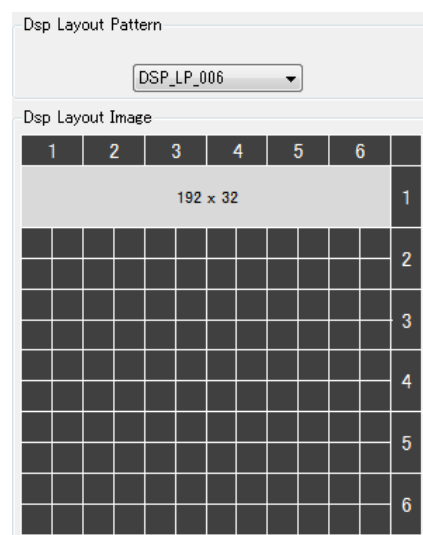 Dsp Layout Pattern
DSP_LP_006
Dsp Layout Image
1 2 3 4 5 6
192 x 32 1
2
3
4
5
6